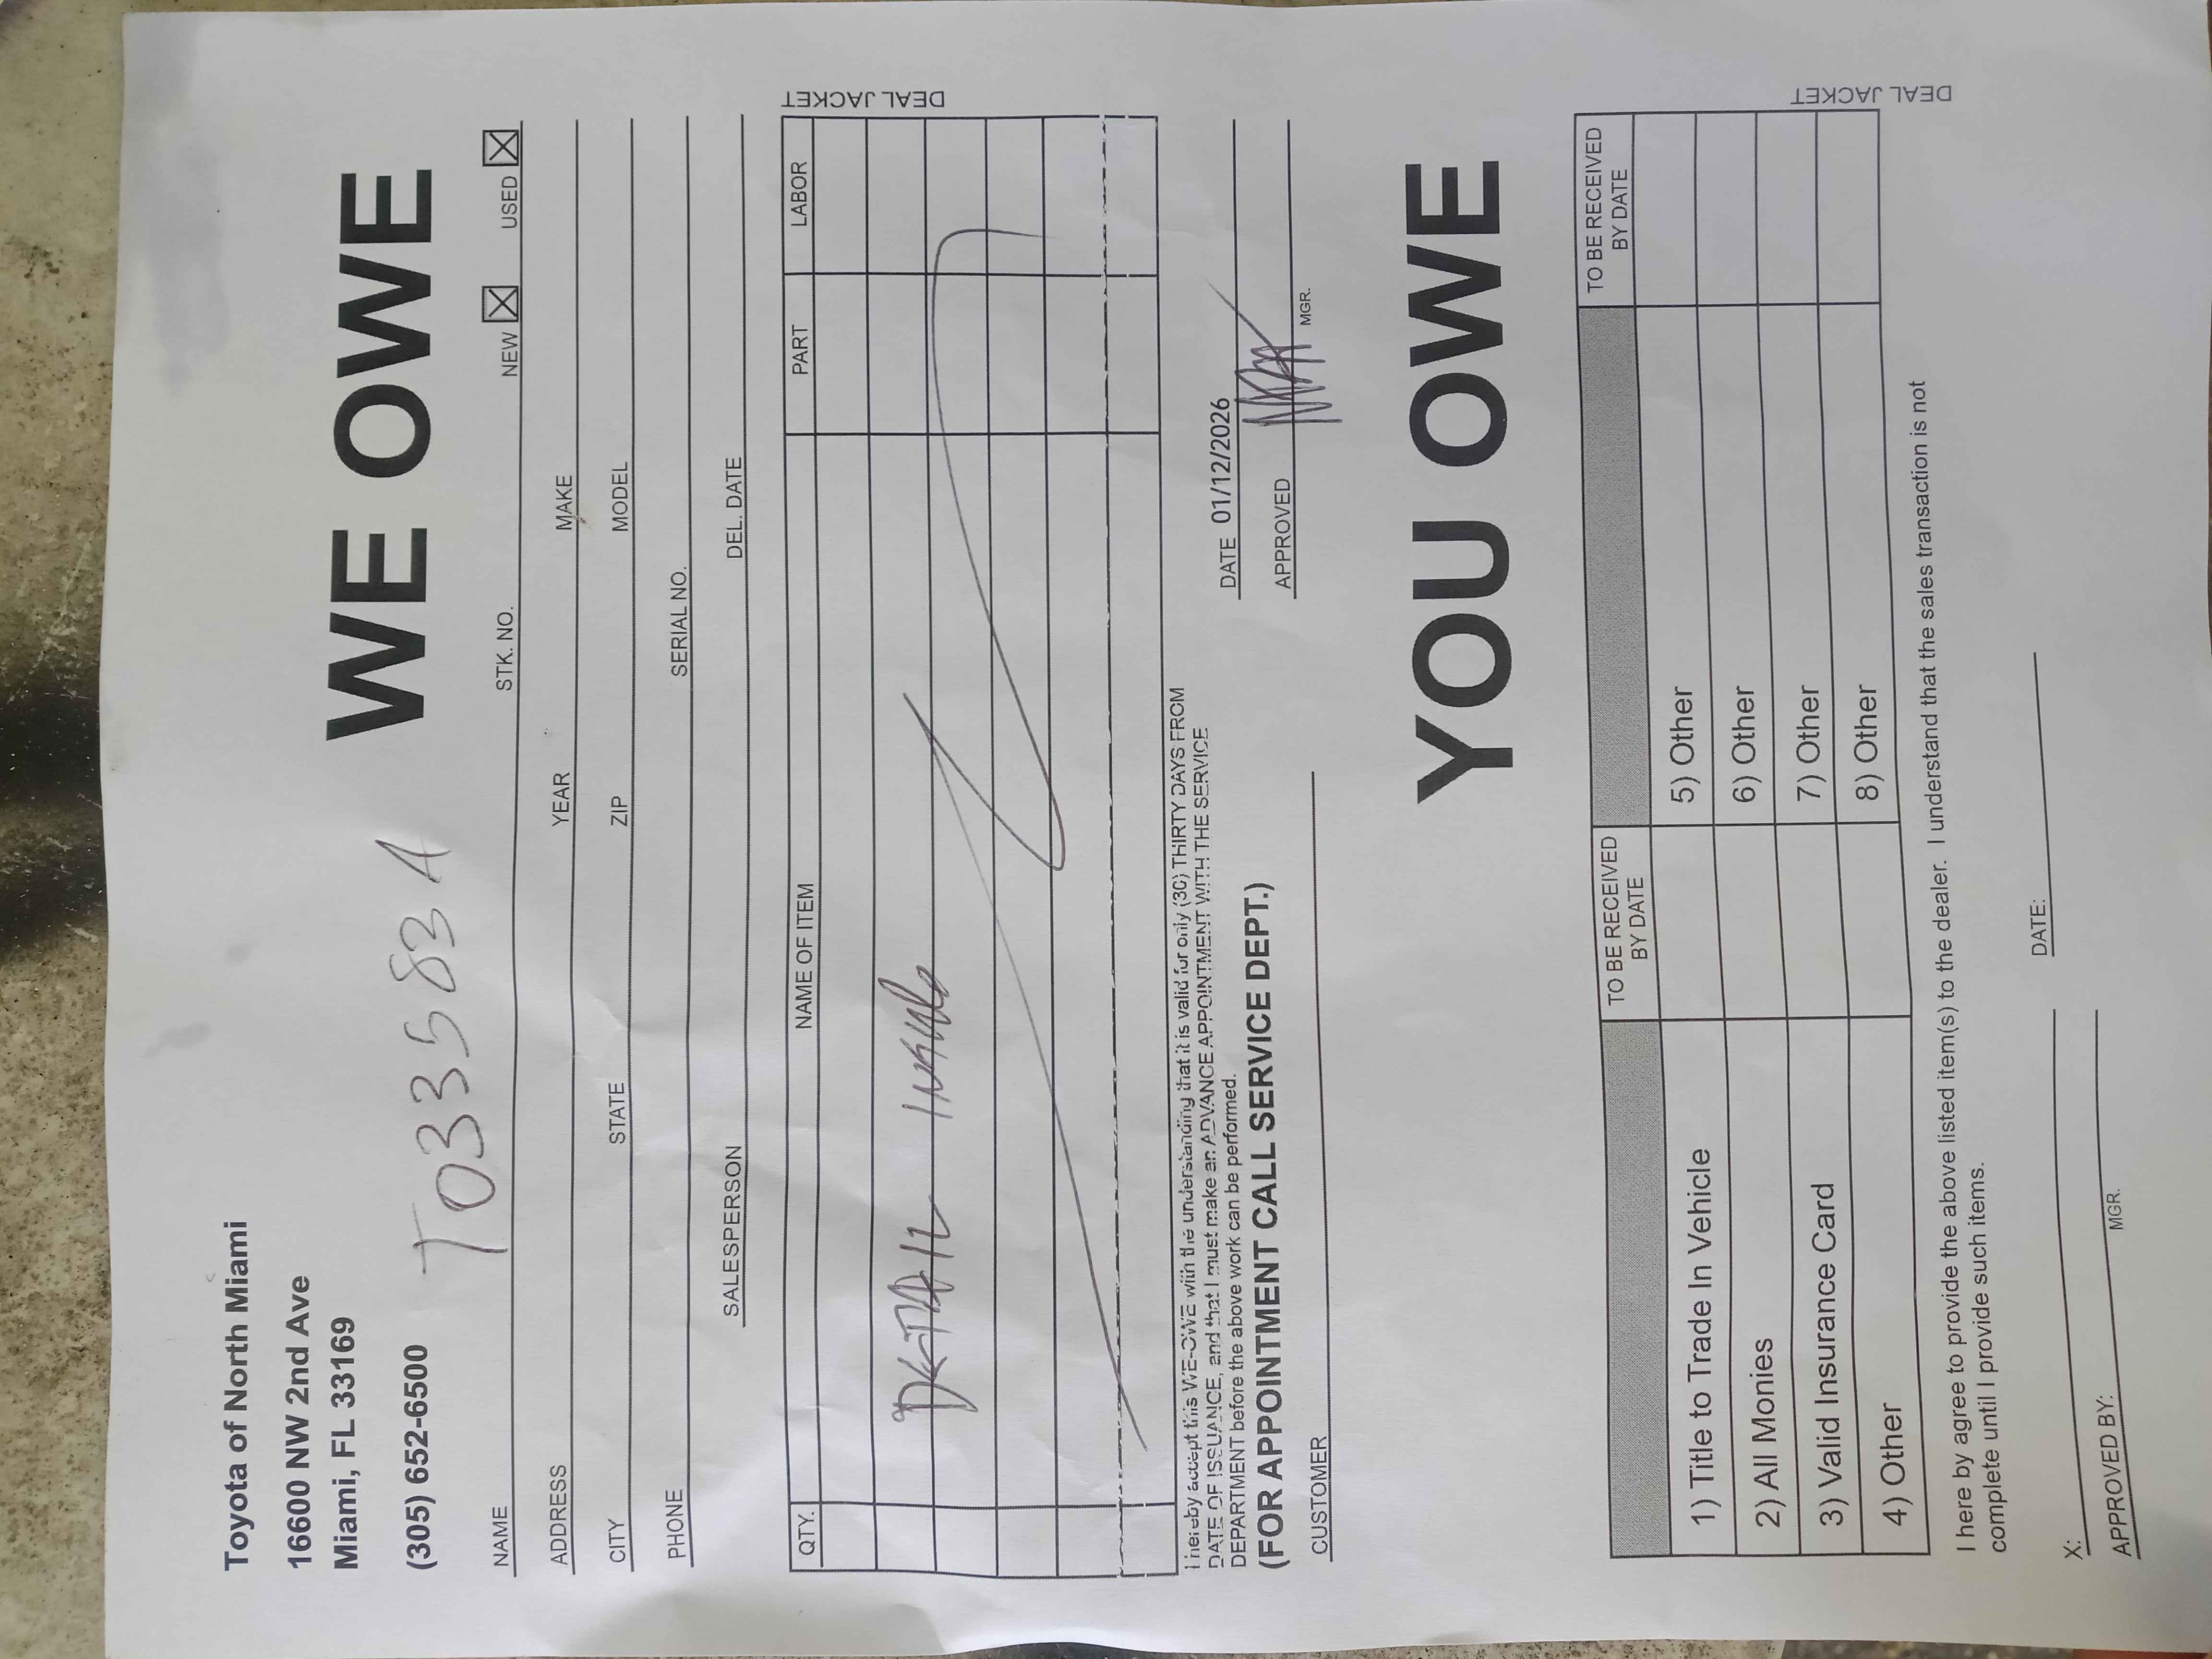 Toyota of North Miami
16600 NW 2nd Ave
Miami, FL 33169
(305) 652-6500
T033583A
WE OWE
NAME STK. NO. NEW ☒ USED ☒
ADDRESS YEAR MAKE
CITY STATE ZIP MODEL
PHONE SERIAL NO.
SALESPERSON DEL. DATE
DEAL JACKET
QTY. NAME OF ITEM PART LABOR
DETAIL
I hereby accept this WE-OWE with the understanding that it is valid for only (30) THIRTY DAYS FROM
DATE OF ISSUANCE, and that I must make an ADVANCE APPOINTMENT WITH THE SERVICE
DEPARTMENT before the above work can be performed.
(FOR APPOINTMENT CALL SERVICE DEPT.)
DATE 01/12/2026
APPROVED MGR.
CUSTOMER
YOU OWE
TO BE RECEIVED BY DATE TO BE RECEIVED BY DATE
1) Title to Trade In Vehicle 5) Other
2) All Monies 6) Other
3) Valid Insurance Card 7) Other
4) Other 8) Other
DEAL JACKET
I here by agree to provide the above listed item(s) to the dealer. I understand that the sales transaction is not
complete until I provide such items.
X: DATE:
APPROVED BY: MGR.